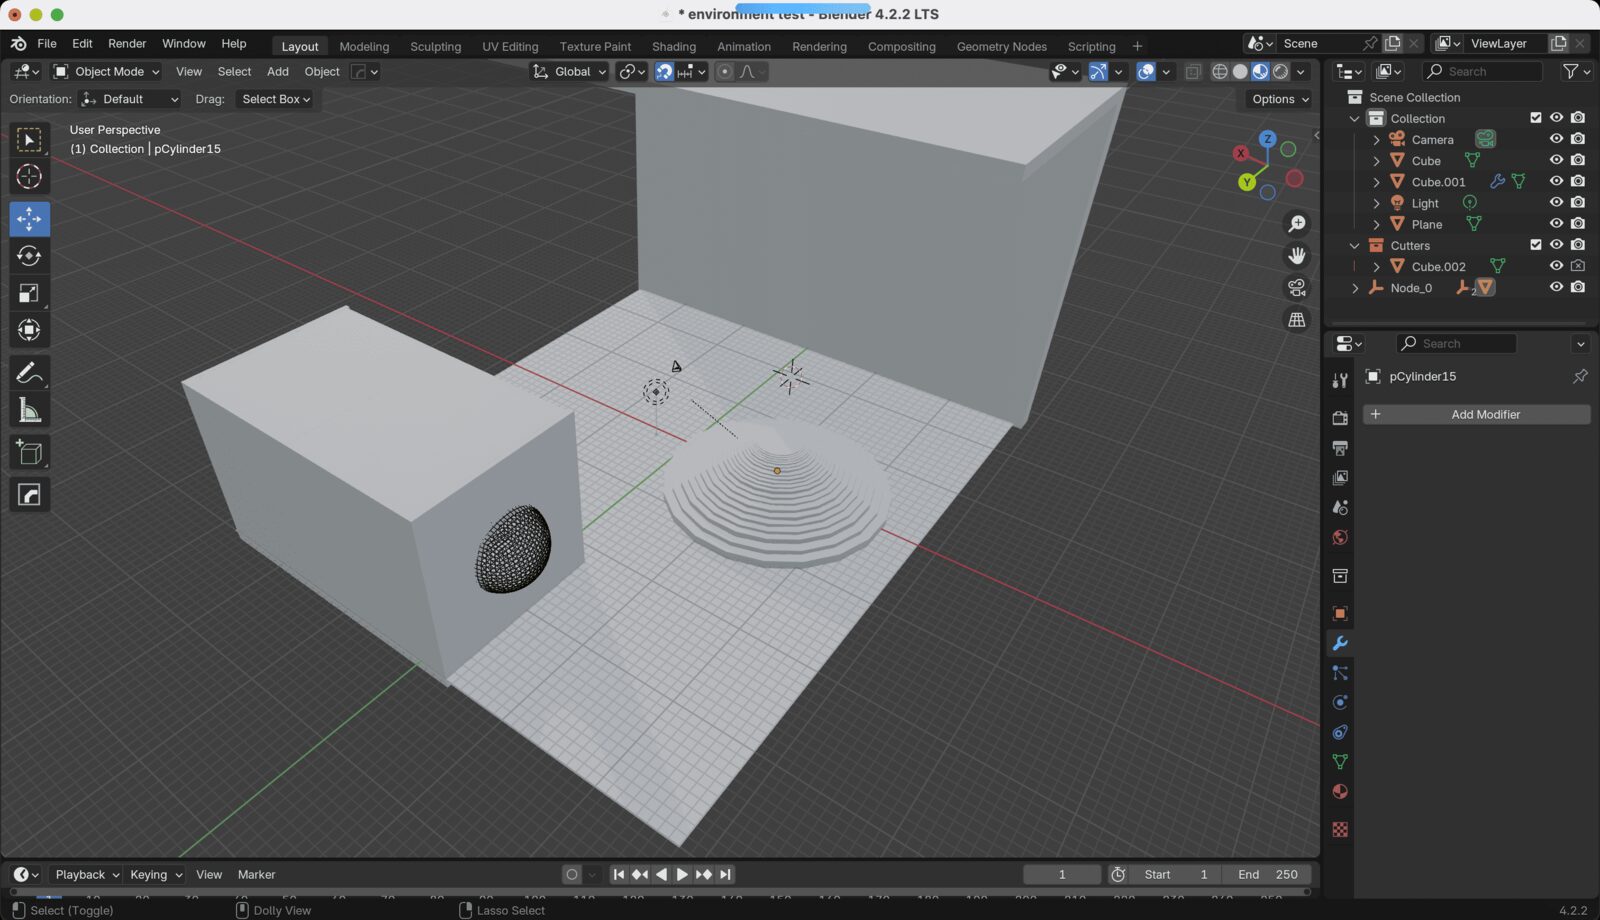 * environment test - Blender 4.2.2 LTS
File Edit Render Window Help Layout Modeling Sculpting UV Editing Texture Paint Shading Animation Rendering Compositing Geometry Nodes Scripting + Scene ViewLayer
Object Mode View Select Add Object Global Search
Orientation: Default Drag: Select Box Options
User Perspective
(1) Collection | pCylinder15
Z
X
Y
Scene Collection
Collection
Camera
Cube
Cube.001
Light
Plane
Cutters
Cube.002
Node_0 2
Search
pCylinder15
+ Add Modifier
Playback Keying View Marker 1 Start 1 End 250
Select (Toggle) Dolly View Lasso Select 4.2.2